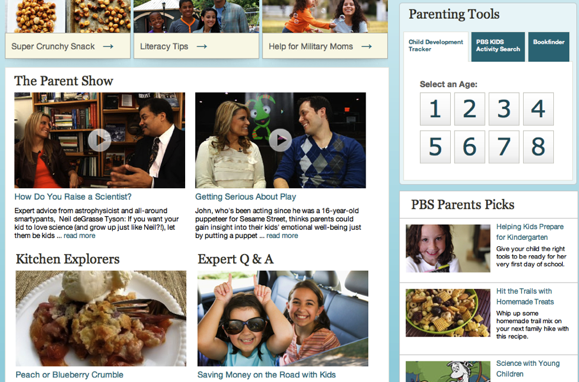 Super Crunchy Snack →
Literacy Tips →
Help for Military Moms →
The Parent Show
How Do You Raise a Scientist?
Expert advice from astrophysicist and all-around
smartypants, Neil deGrasse Tyson: If you want your
kid to love science (and grow up just like Neil?!), let
them be kids ... read more
Getting Serious About Play
John, who's been acting since he was a 16-year-old
puppeteer for Sesame Street, thinks parents could
gain insight into their kids' emotional well-being just
by putting a puppet ... read more
Kitchen Explorers
Peach or Blueberry Crumble
Expert Q & A
Saving Money on the Road with Kids
Parenting Tools
Child Development
Tracker
PBS KIDS
Activity Search
Bookfinder
Select an Age:
1 2 3 4
5 6 7 8
PBS Parents Picks
Helping Kids Prepare
for Kindergarten
Give your child the right
tools to be ready for her
very first day of school.
Hit the Trails with
Homemade Treats
Whip up some
homemade trail mix on
your next family hike with
this recipe.
Science with Young
Children